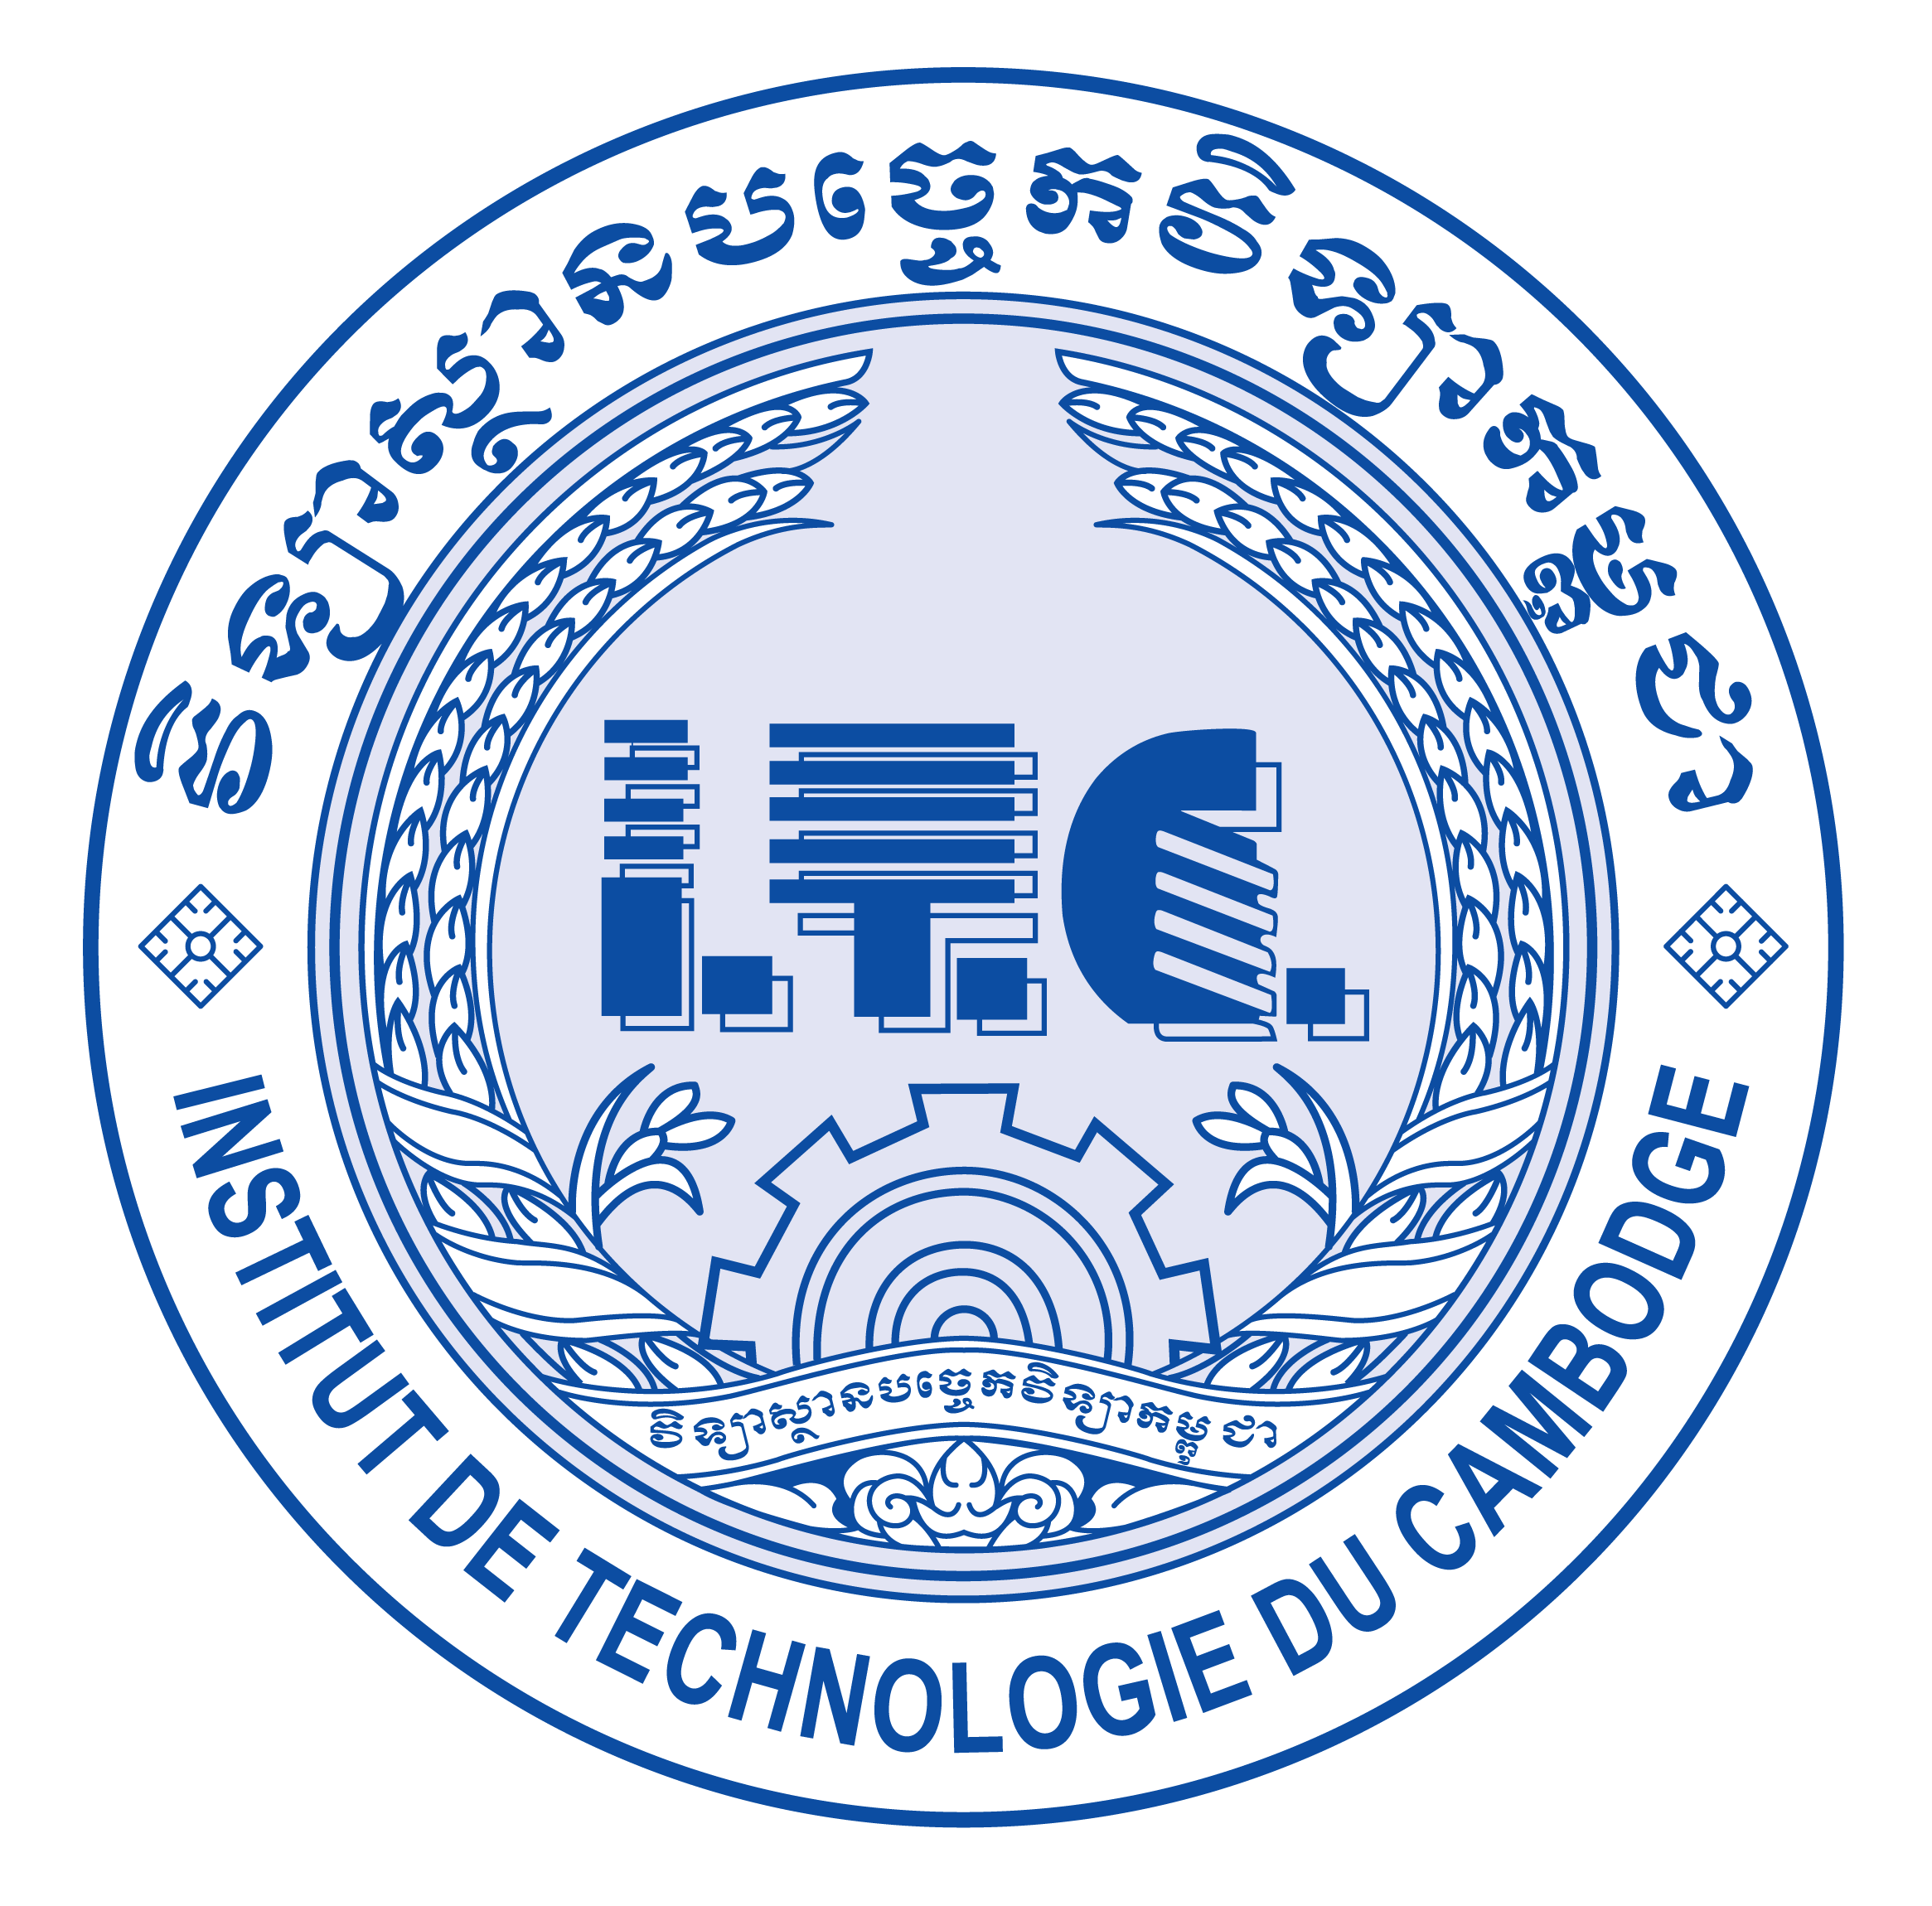 វិទ្យាស្ថានបច្ចេកវិទ្យាកម្ពុជា
I.T.C.
វិទ្យាស្ថានបច្ចេកវិទ្យាកម្ពុជា
INSTITUT DE TECHNOLOGIE DU CAMBODGE